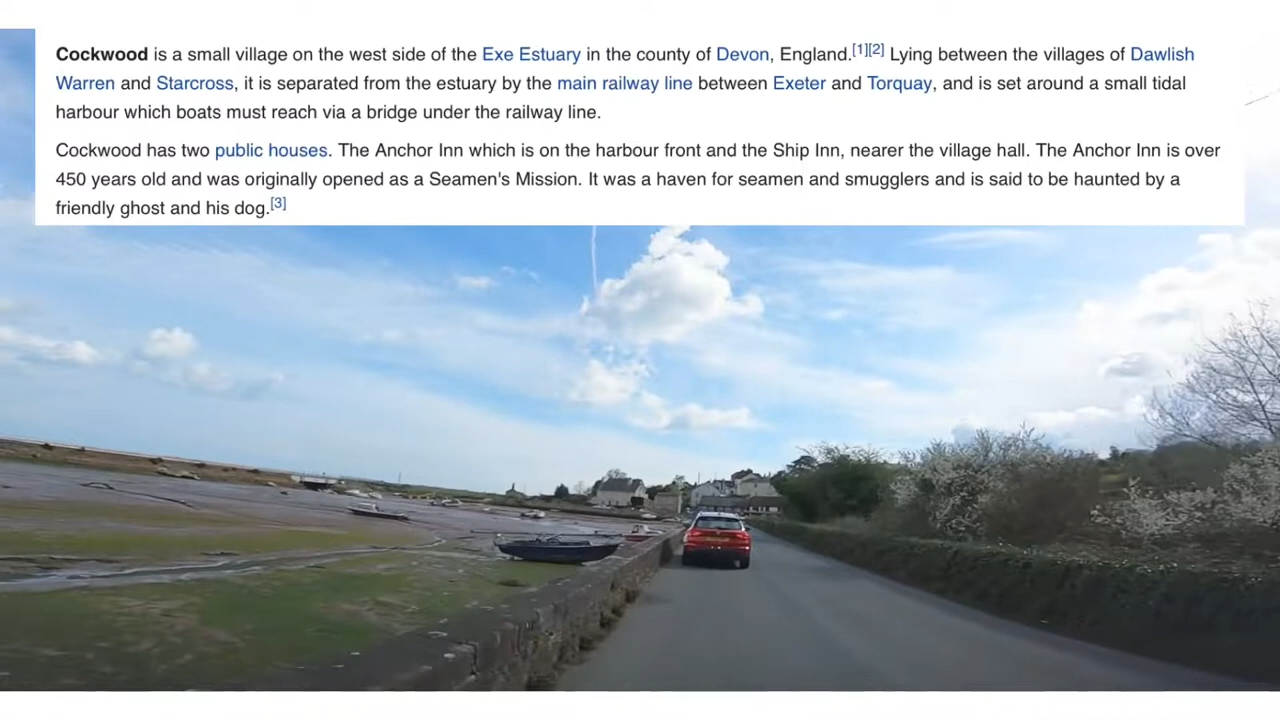 Cockwood is a small village on the west side of the Exe Estuary in the county of Devon, England.[1][2] Lying between the villages of Dawlish
Warren and Starcross, it is separated from the estuary by the main railway line between Exeter and Torquay, and is set around a small tidal
harbour which boats must reach via a bridge under the railway line.
Cockwood has two public houses. The Anchor Inn which is on the harbour front and the Ship Inn, nearer the village hall. The Anchor Inn is over
450 years old and was originally opened as a Seamen's Mission. It was a haven for seamen and smugglers and is said to be haunted by a
friendly ghost and his dog.[3]